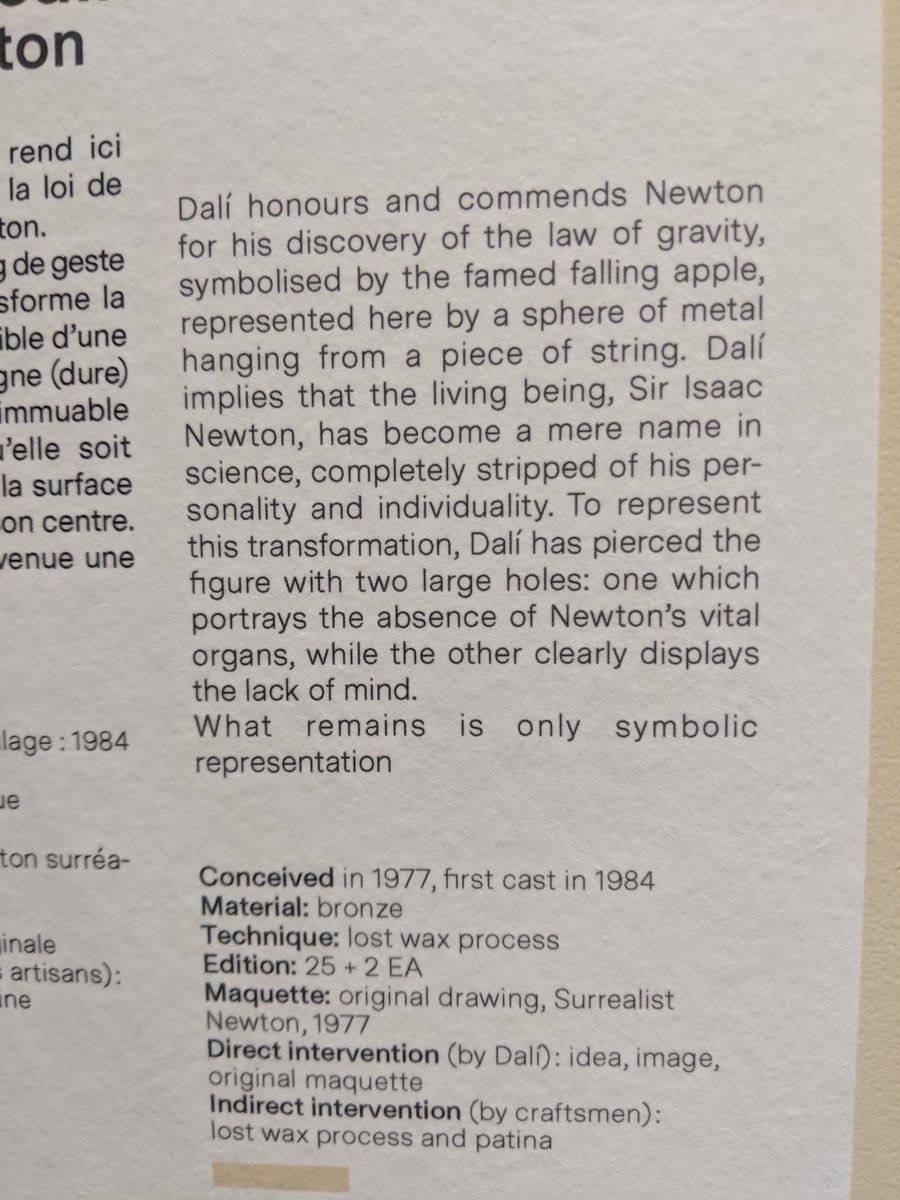 ton
rend ici
la loi de
ton.
de geste
sforme la
ible d'une
gne (dure)
immuable
u'elle soit
la surface
on centre.
venue une
lage : 1984
ue
ton surréa-
ginale
s artisans):
ine
Dalí honours and commends Newton
for his discovery of the law of gravity,
symbolised by the famed falling apple,
represented here by a sphere of metal
hanging from a piece of string. Dalí
implies that the living being, Sir Isaac
Newton, has become a mere name in
science, completely stripped of his per-
sonality and individuality. To represent
this transformation, Dalí has pierced the
figure with two large holes: one which
portrays the absence of Newton's vital
organs, while the other clearly displays
the lack of mind.
What remains is only symbolic
representation
Conceived in 1977, first cast in 1984
Material: bronze
Technique: lost wax process
Edition: 25 + 2 EA
Maquette: original drawing, Surrealist
Newton, 1977
Direct intervention (by Dalí): idea, image,
original maquette
Indirect intervention (by craftsmen):
lost wax process and patina